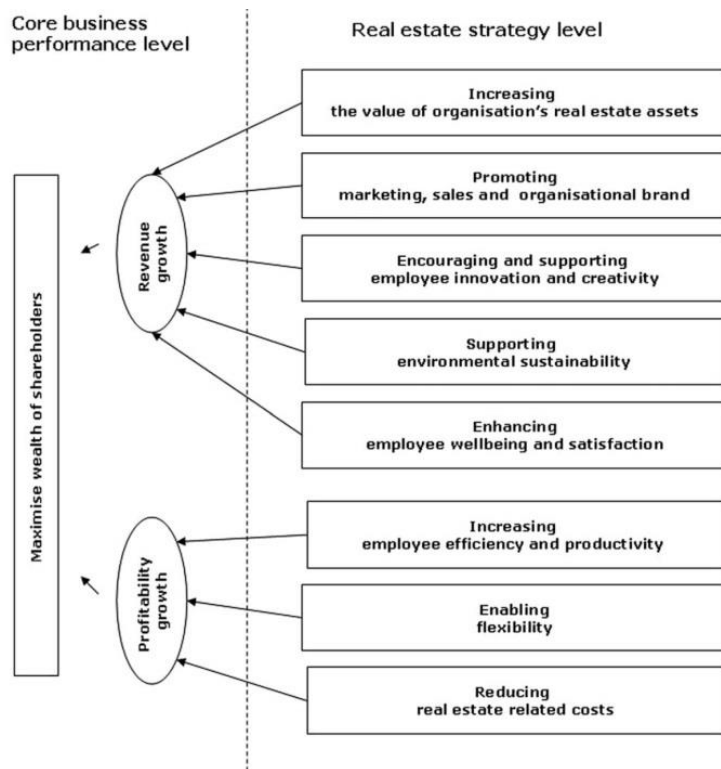 Core business
performance level
Real estate strategy level
Maximise wealth of shareholders
Revenue
growth
Profitability
growth
Increasing
the value of organisation's real estate assets
Promoting
marketing, sales and organisational brand
Encouraging and supporting
employee innovation and creativity
Supporting
environmental sustainability
Enhancing
employee wellbeing and satisfaction
Increasing
employee efficiency and productivity
Enabling
flexibility
Reducing
real estate related costs